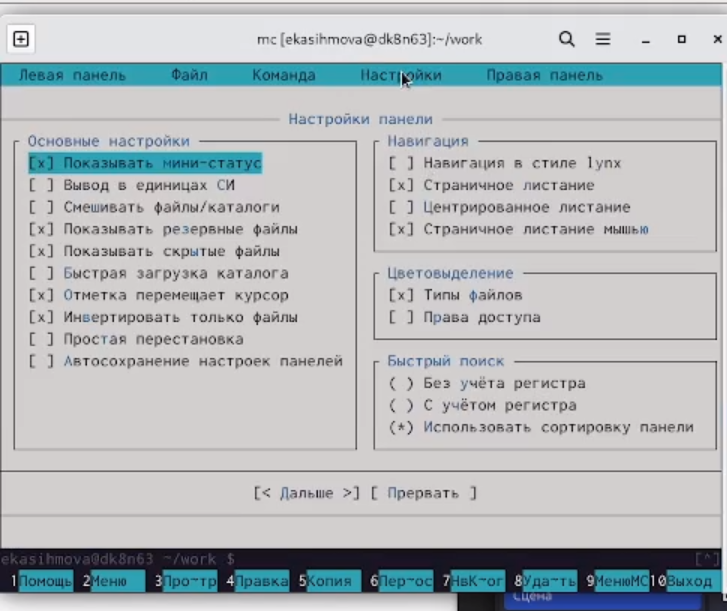 mc [ekasihmova@dk8n63]:~/work
Левая панель Файл Команда Настройки Правая панель
Настройки панели
Основные настройки
[x] Показывать мини-статус
[ ] Вывод в единицах СИ
[ ] Смешивать файлы/каталоги
[x] Показывать резервные файлы
[x] Показывать скрытые файлы
[ ] Быстрая загрузка каталога
[x] Отметка перемещает курсор
[x] Инвертировать только файлы
[ ] Простая перестановка
[ ] Автосохранение настроек панелей
Навигация
[ ] Навигация в стиле lynx
[x] Страничное листание
[ ] Центрированное листание
[x] Страничное листание мышью
Цветовыделение
[x] Типы файлов
[ ] Права доступа
Быстрый поиск
( ) Без учёта регистра
( ) С учётом регистра
(*) Использовать сортировку панели
[< Дальше >] [ Прервать ]
ekasihmova@dk8n63 ~/work $ [^]
1Помощь 2Меню 3Про~тр 4Правка 5Копия 6Пер~ос 7НвК~ог 8Уда~ть 9МенюMC 10Выход
Сцена